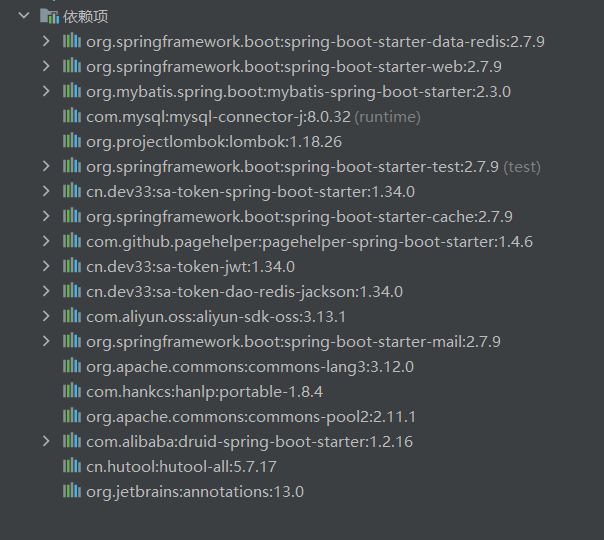 依赖项
org.springframework.boot:spring-boot-starter-data-redis:2.7.9
org.springframework.boot:spring-boot-starter-web:2.7.9
org.mybatis.spring.boot:mybatis-spring-boot-starter:2.3.0
com.mysql:mysql-connector-j:8.0.32 (runtime)
org.projectlombok:lombok:1.18.26
org.springframework.boot:spring-boot-starter-test:2.7.9 (test)
cn.dev33:sa-token-spring-boot-starter:1.34.0
org.springframework.boot:spring-boot-starter-cache:2.7.9
com.github.pagehelper:pagehelper-spring-boot-starter:1.4.6
cn.dev33:sa-token-jwt:1.34.0
cn.dev33:sa-token-dao-redis-jackson:1.34.0
com.aliyun.oss:aliyun-sdk-oss:3.13.1
org.springframework.boot:spring-boot-starter-mail:2.7.9
org.apache.commons:commons-lang3:3.12.0
com.hankcs:hanlp:portable-1.8.4
org.apache.commons:commons-pool2:2.11.1
com.alibaba:druid-spring-boot-starter:1.2.16
cn.hutool:hutool-all:5.7.17
org.jetbrains:annotations:13.0